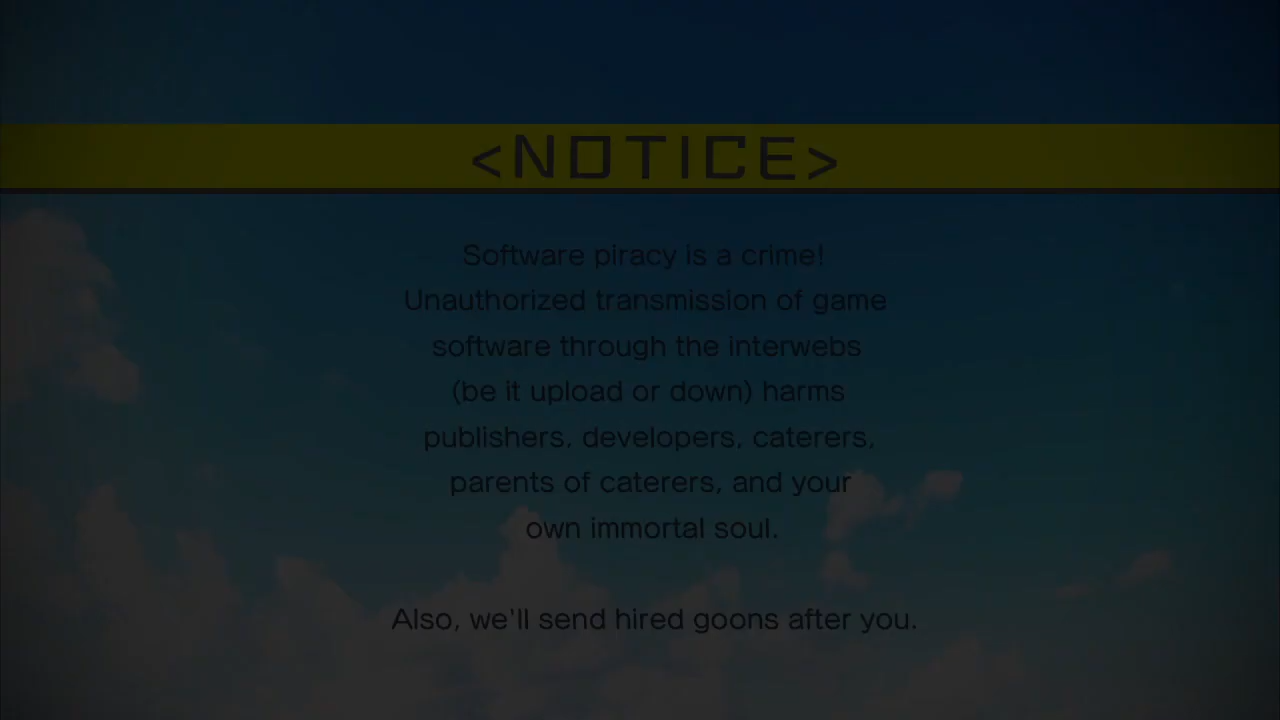 <NOTICE>
Software piracy is a crime!
Unauthorized transmission of game
software through the interwebs
(be it upload or down) harms
publishers, developers, caterers,
parents of caterers, and your
own immortal soul.
Also, we'll send hired goons after you.